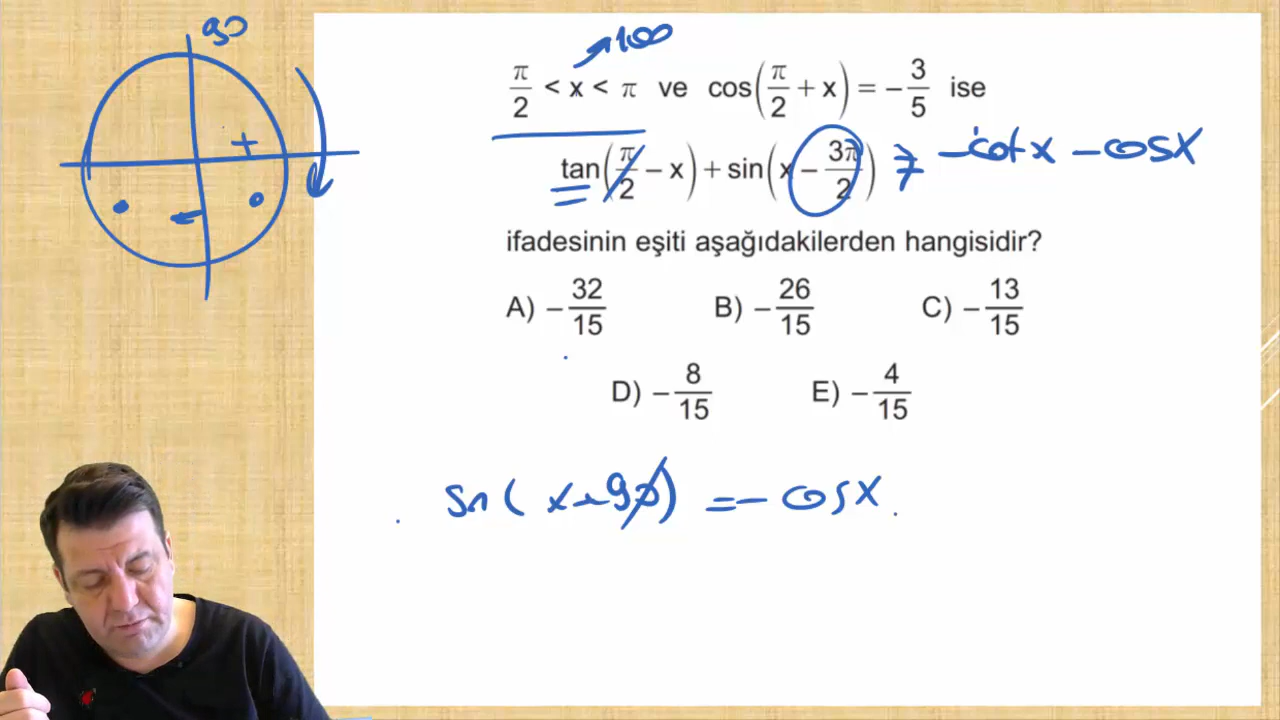 90
100
π/2 < x < π ve cos(π/2 + x) = -3/5 ise
tan(π/2 - x) + sin(x - 3π/2) = -cotx - cosx
ifadesinin eşiti aşağıdakilerden hangisidir?
A) -32/15 B) -26/15 C) -13/15
D) -8/15 E) -4/15
sın( x+90) = - cosx